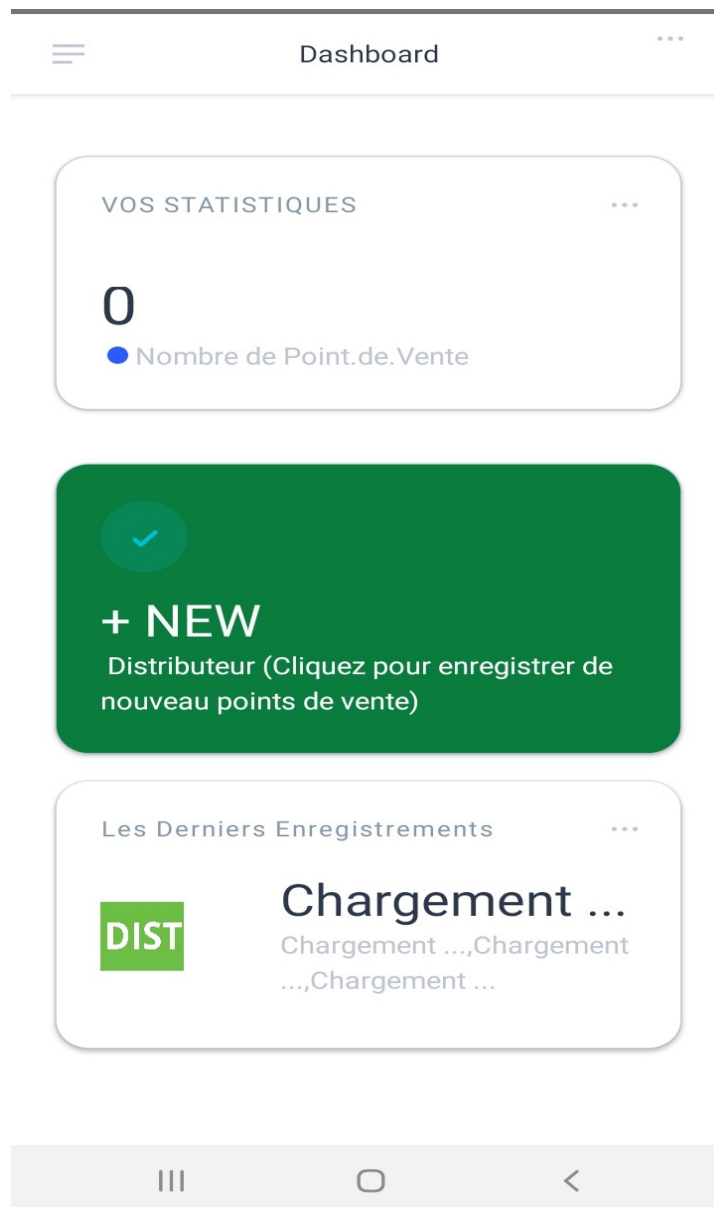 Dashboard
VOS STATISTIQUES
0
Nombre de Point.de.Vente
+ NEW
Distributeur (Cliquez pour enregistrer de
nouveau points de vente)
Les Derniers Enregistrements
DIST
Chargement ...
Chargement ...,Chargement
...,Chargement ...